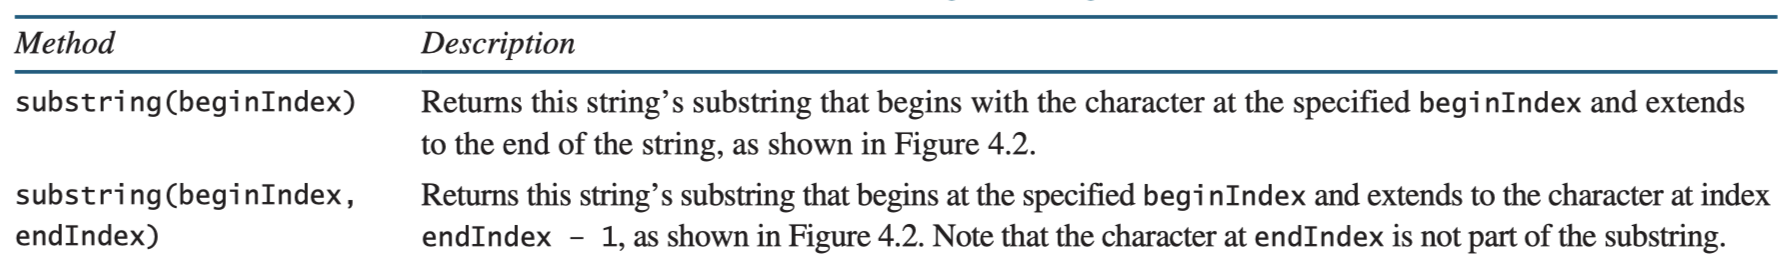 Method Description
substring(beginIndex) Returns this string’s substring that begins with the character at the specified beginIndex and extends
to the end of the string, as shown in Figure 4.2.
substring(beginIndex, Returns this string’s substring that begins at the specified beginIndex and extends to the character at index
endIndex) endIndex – 1, as shown in Figure 4.2. Note that the character at endIndex is not part of the substring.